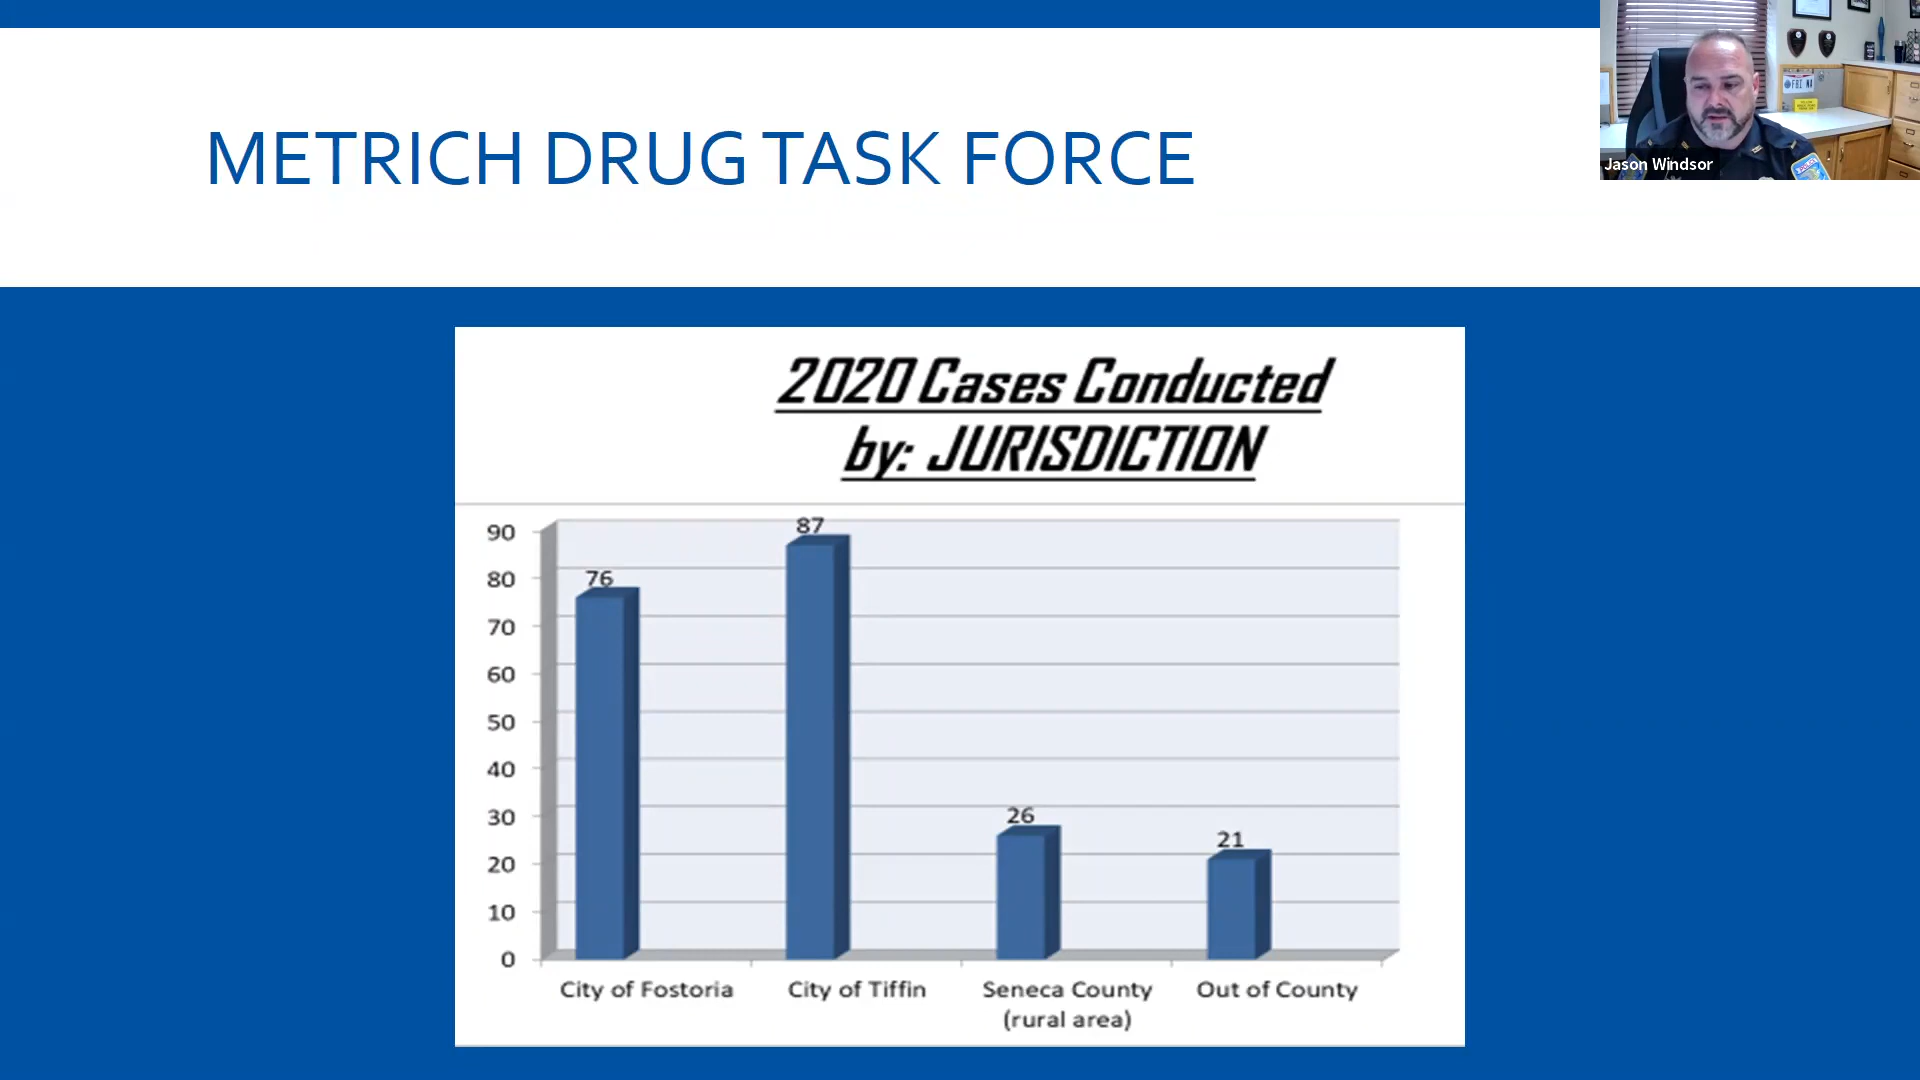 METRICH DRUG TASK FORCE
Jason Windsor
2020 Cases Conducted
by: JURISDICTION
90
80
70
60
50
40
30
20
10
0
76
87
26
21
City of Fostoria
City of Tiffin
Seneca County
(rural area)
Out of County